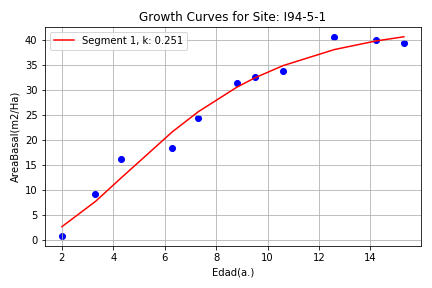 Growth Curves for Site: I94-5-1
Segment 1, k: 0.251
AreaBasal(m2/Ha)
40
35
30
25
20
15
10
5
0
2 4 6 8 10 12 14
Edad(a.)